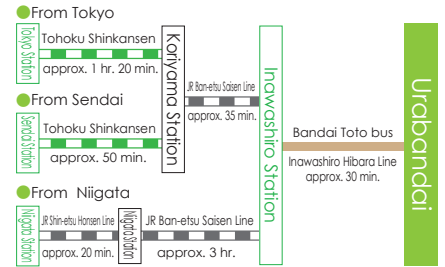 From Tokyo
Tokyo Station
Tohoku Shinkansen
approx. 1 hr. 20 min.
Koriyama Station
JR Ban-etsu Saisen Line
approx. 35 min.
Inawashiro Station
From Sendai
Sendai Station
Tohoku Shinkansen
approx. 50 min.
Bandai Toto bus
Inawashiro Hibara Line
approx. 30 min.
Urabandai
From Niigata
Niigata Station
JR Shin-etsu Hansen Line
approx. 20 min.
Niigata Station
JR Ban-etsu Saisen Line
approx. 3 hr.